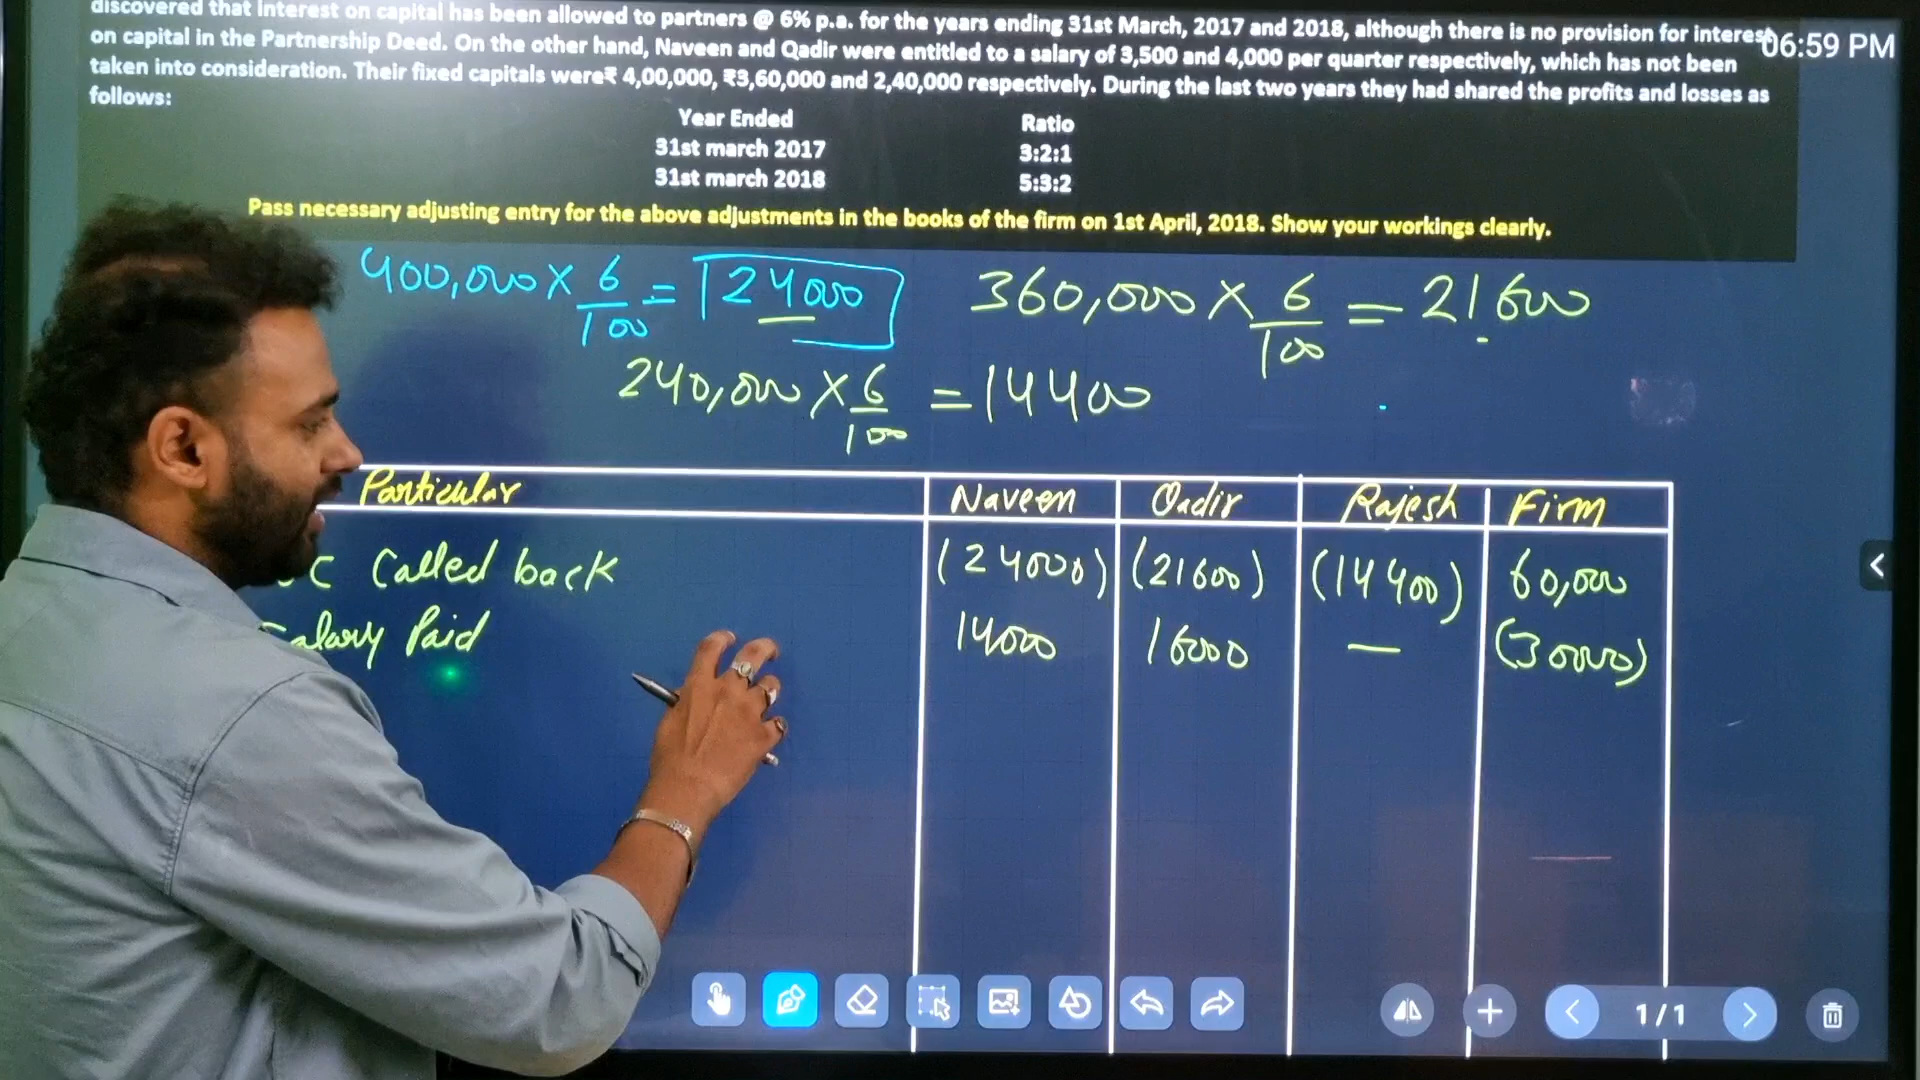 discovered that interest on capital has been allowed to partners @ 6% p.a. for the years ending 31st March, 2017 and 2018, although there is no provision for interest
on capital in the Partnership Deed. On the other hand, Naveen and Qadir were entitled to a salary of 3,500 and 4,000 per quarter respectively, which has not been
taken into consideration. Their fixed capitals were₹ 4,00,000, ₹3,60,000 and 2,40,000 respectively. During the last two years they had shared the profits and losses as
follows:
06:59 PM
Year Ended Ratio
31st march 2017 3:2:1
31st march 2018 5:3:2
Pass necessary adjusting entry for the above adjustments in the books of the firm on 1st April, 2018. Show your workings clearly.
400,000 X 6/100 = 24000
360,000 X 6/100 = 21600
240,000 X 6/100 = 14400
Particular Naveen Qadir Rajesh Firm
C Called back (24000) (21600) (14400) 60,000
Salary Paid 14000 16000 — (30000)
1/1